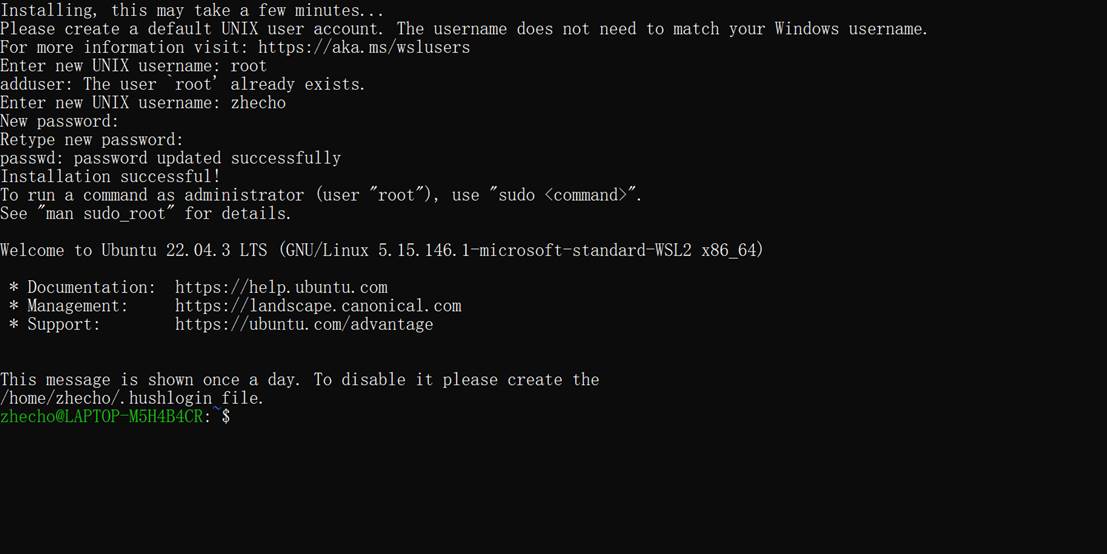 Installing, this may take a few minutes...
Please create a default UNIX user account. The username does not need to match your Windows username.
For more information visit: https://aka.ms/wslusers
Enter new UNIX username: root
adduser: The user `root' already exists.
Enter new UNIX username: zhecho
New password:
Retype new password:
passwd: password updated successfully
Installation successful!
To run a command as administrator (user "root"), use "sudo <command>".
See "man sudo_root" for details.
Welcome to Ubuntu 22.04.3 LTS (GNU/Linux 5.15.146.1-microsoft-standard-WSL2 x86_64)
* Documentation:  https://help.ubuntu.com
* Management:     https://landscape.canonical.com
* Support:        https://ubuntu.com/advantage
This message is shown once a day. To disable it please create the
/home/zhecho/.hushlogin file.
zhecho@LAPTOP-M5H4B4CR:~$